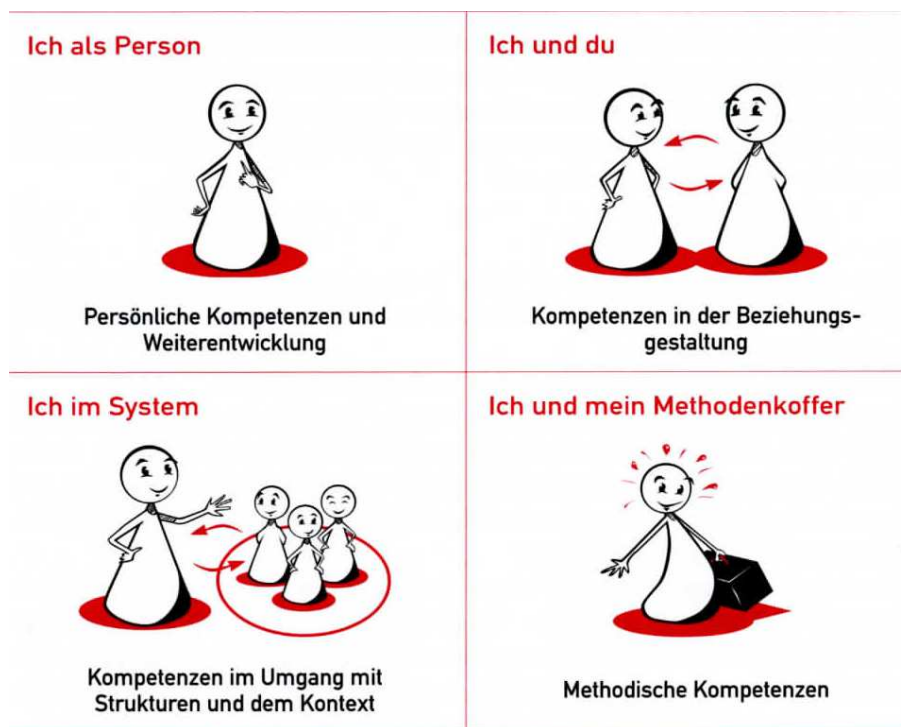 Ich als Person
Persönliche Kompetenzen und
Weiterentwicklung
Ich und du
Kompetenzen in der Beziehungs-
gestaltung
Ich im System
Kompetenzen im Umgang mit
Strukturen und dem Kontext
Ich und mein Methodenkoffer
Methodische Kompetenzen